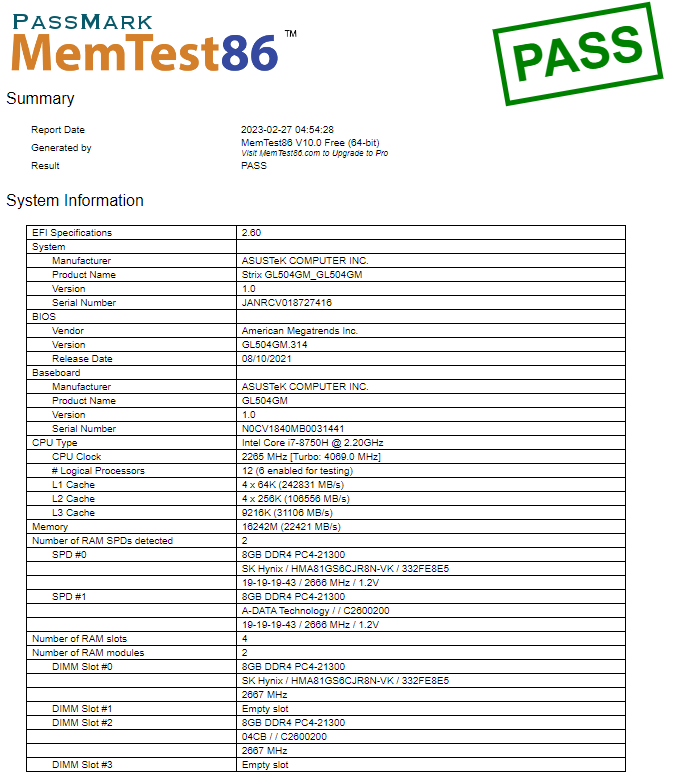 PASSMARK
MemTest86 ™
PASS
Summary
Report Date 2023-02-27 04:54:28
Generated by MemTest86 V10.0 Free (64-bit)
Visit MemTest86.com to Upgrade to Pro
Result PASS
System Information
EFI Specifications 2.60
System
Manufacturer ASUSTeK COMPUTER INC.
Product Name Strix GL504GM_GL504GM
Version 1.0
Serial Number JANRCV018727416
BIOS
Vendor American Megatrends Inc.
Version GL504GM.314
Release Date 08/10/2021
Baseboard
Manufacturer ASUSTeK COMPUTER INC.
Product Name GL504GM
Version 1.0
Serial Number N0CV1840MB0031441
CPU Type Intel Core i7-8750H @ 2.20GHz
CPU Clock 2265 MHz [Turbo: 4069.0 MHz]
# Logical Processors 12 (6 enabled for testing)
L1 Cache 4 x 64K (242831 MB/s)
L2 Cache 4 x 256K (106556 MB/s)
L3 Cache 9216K (31106 MB/s)
Memory 16242M (22421 MB/s)
Number of RAM SPDs detected 2
SPD #0 8GB DDR4 PC4-21300
SK Hynix / HMA81GS6CJR8N-VK / 332FE8E5
19-19-19-43 / 2666 MHz / 1.2V
SPD #1 8GB DDR4 PC4-21300
A-DATA Technology / / C2600200
19-19-19-43 / 2666 MHz / 1.2V
Number of RAM slots 4
Number of RAM modules 2
DIMM Slot #0 8GB DDR4 PC4-21300
SK Hynix / HMA81GS6CJR8N-VK / 332FE8E5
2667 MHz
DIMM Slot #1 Empty slot
DIMM Slot #2 8GB DDR4 PC4-21300
04CB / / C2600200
2667 MHz
DIMM Slot #3 Empty slot